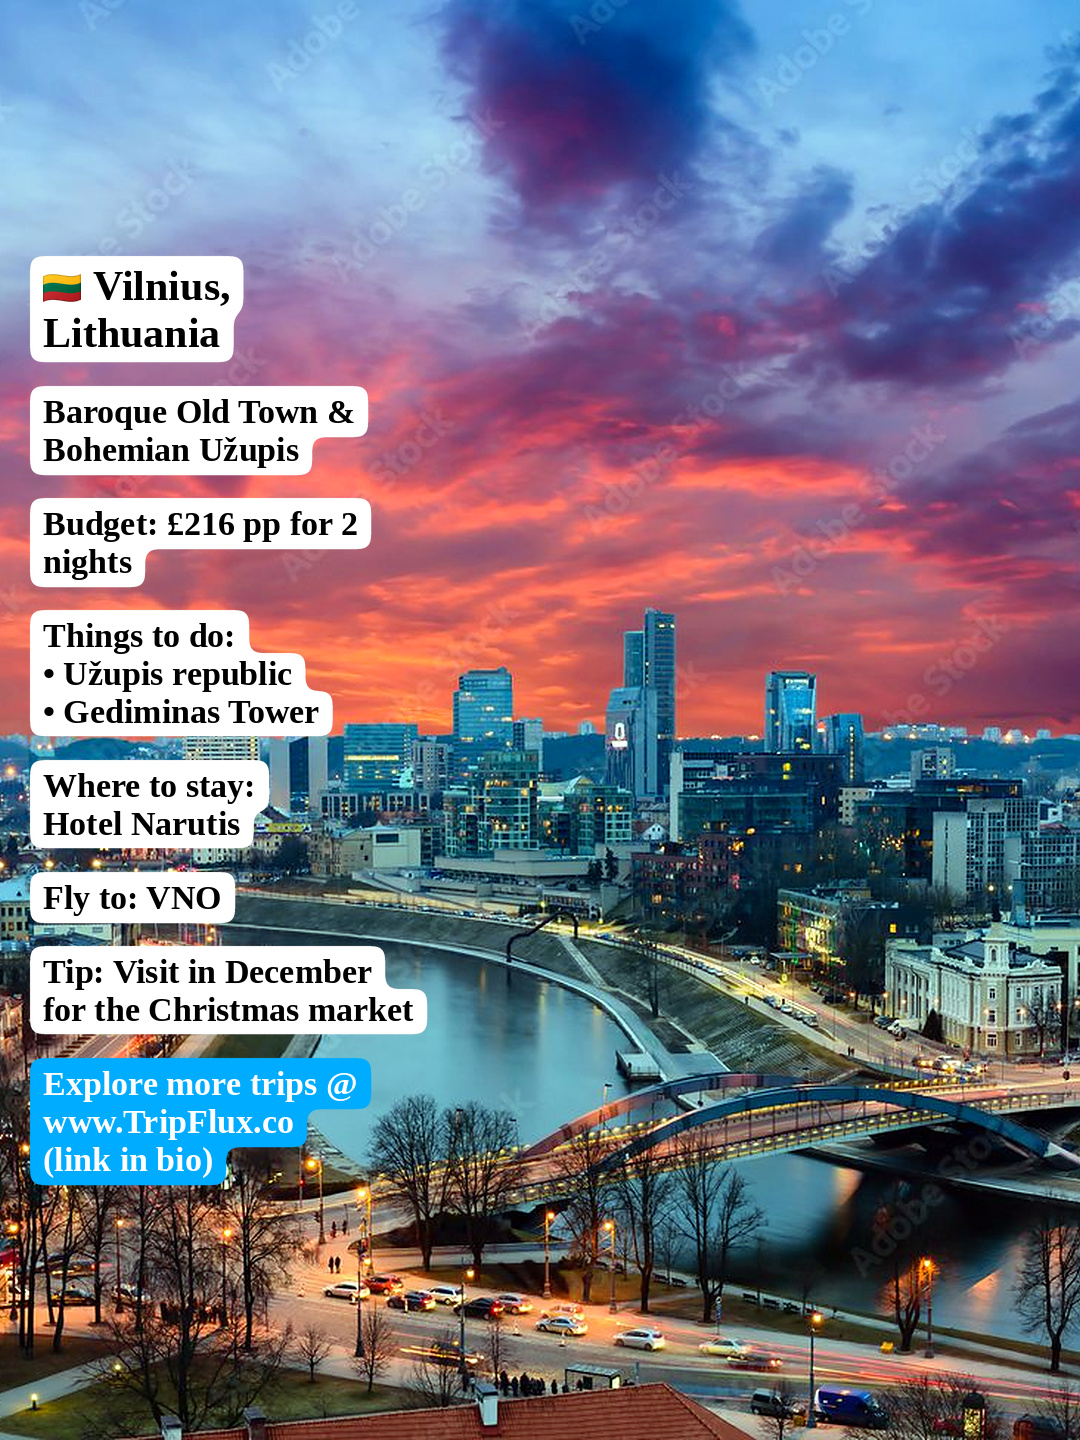 🇱🇹 Vilnius,
Lithuania
Baroque Old Town &
Bohemian Užupis
Budget: £216 pp for 2
nights
Things to do:
• Užupis republic
• Gediminas Tower
Where to stay:
Hotel Narutis
Fly to: VNO
Tip: Visit in December
for the Christmas market
Explore more trips @
www.TripFlux.co
(link in bio)
Adobe Stock